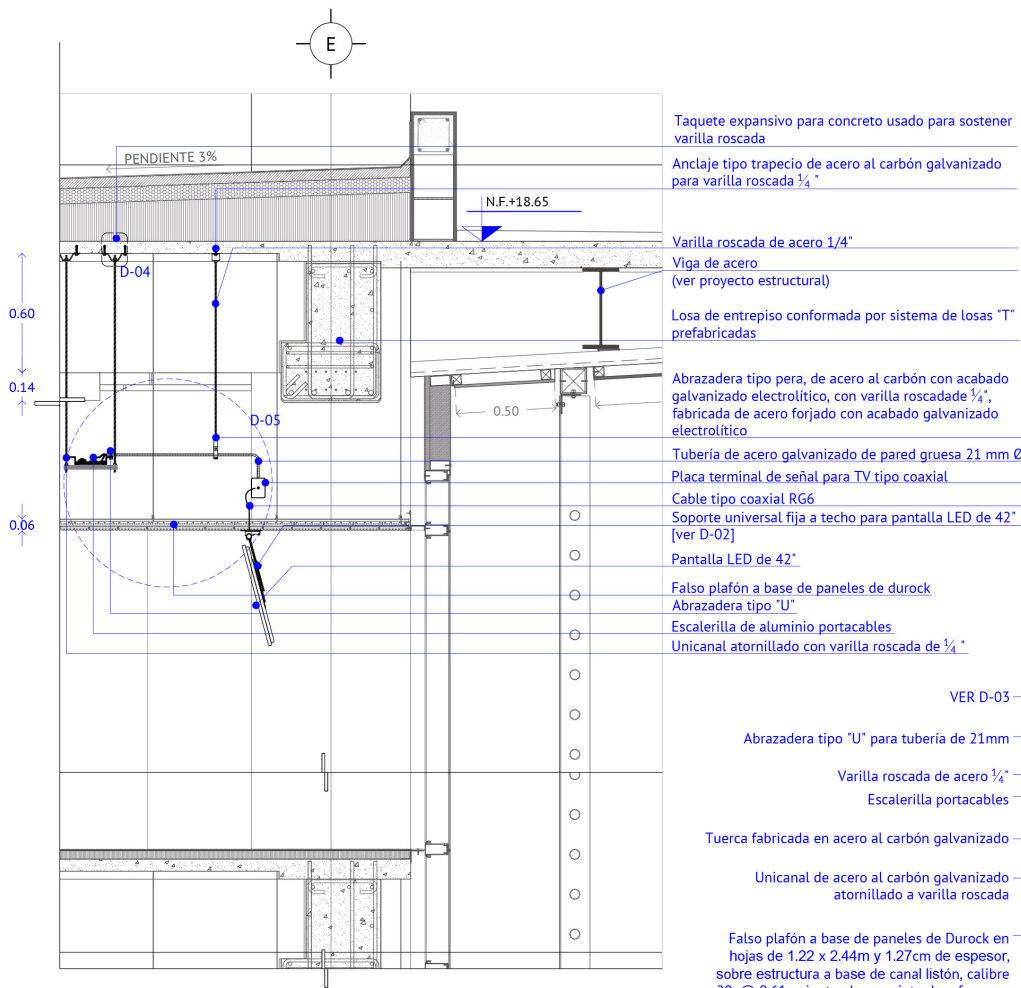 E
Taquete expansivo para concreto usado para sostener
varilla roscada
PENDIENTE 3%
Anclaje tipo trapecio de acero al carbón galvanizado
para varilla roscada ¼ "
N.F.+18.65
Varilla roscada de acero 1/4"
D-04
Viga de acero
(ver proyecto estructural)
0.60
Losa de entrepiso conformada por sistema de losas "T"
prefabricadas
0.14
Abrazadera tipo pera, de acero al carbón con acabado
galvanizado electrolítico, con varilla roscadade ¼",
fabricada de acero forjado con acabado galvanizado
electrolítico
0.50
D-05
Tubería de acero galvanizado de pared gruesa 21 mm Ø
Placa terminal de señal para TV tipo coaxial
Cable tipo coaxial RG6
0.06
Soporte universal fija a techo para pantalla LED de 42"
[ver D-02]
Pantalla LED de 42"
Falso plafón a base de paneles de durock
Abrazadera tipo "U"
Escalerilla de aluminio portacables
Unicanal atornillado con varilla roscada de ¼ "
VER D-03
Abrazadera tipo "U" para tubería de 21mm
Varilla roscada de acero ¼"
Escalerilla portacables
Tuerca fabricada en acero al carbón galvanizado
Unicanal de acero al carbón galvanizado
atornillado a varilla roscada
Falso plafón a base de paneles de Durock en
hojas de 1.22 x 2.44m y 1.27cm de espesor,
sobre estructura a base de canal listón, calibre